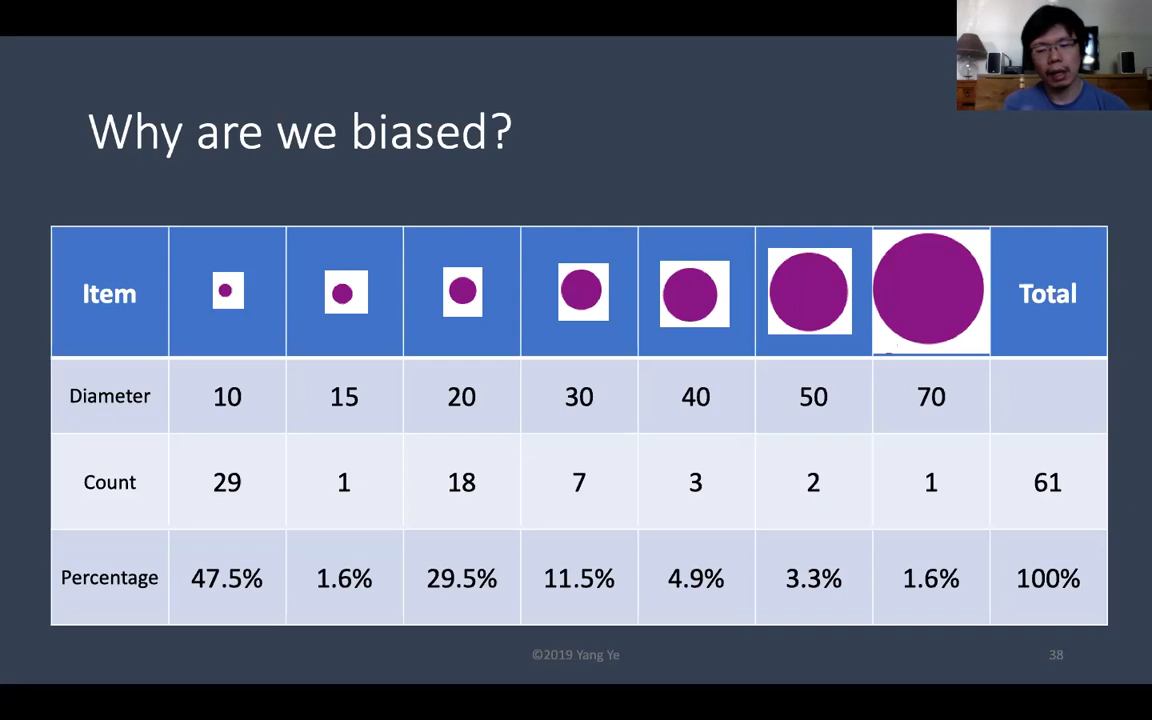 Why are we biased?
Item Total
Diameter 10 15 20 30 40 50 70
Count 29 1 18 7 3 2 1 61
Percentage 47.5% 1.6% 29.5% 11.5% 4.9% 3.3% 1.6% 100%
©2019 Yang Ye 38